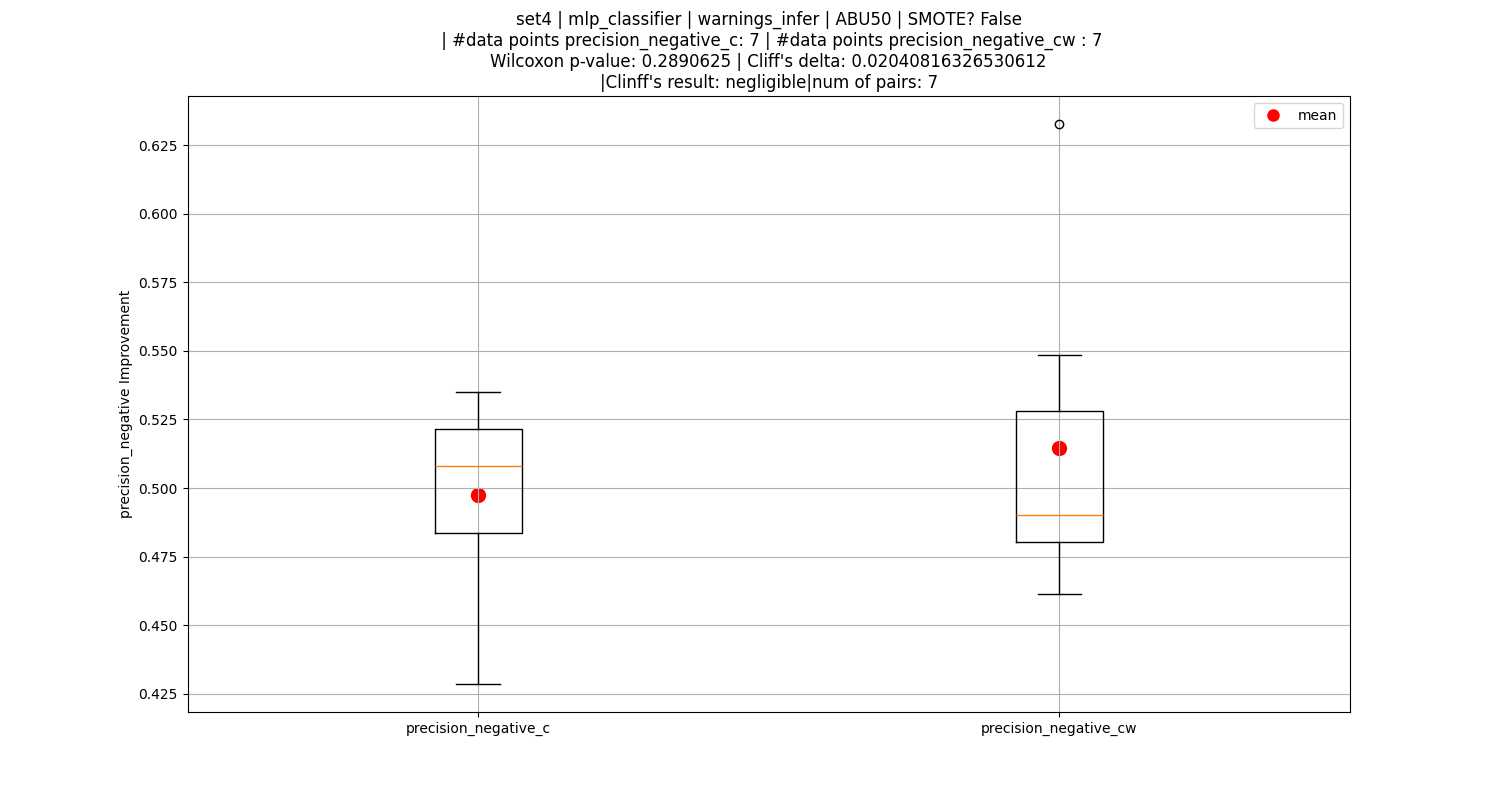 set4 | mlp_classifier | warnings_infer | ABU50 | SMOTE? False
| #data points precision_negative_c: 7 | #data points precision_negative_cw : 7
Wilcoxon p-value: 0.2890625 | Cliff's delta: 0.02040816326530612
|Clinff's result: negligible|num of pairs: 7
mean
0.625
0.600
0.575
0.550
0.525
0.500
0.475
0.450
0.425
precision_negative Improvement
precision_negative_c
precision_negative_cw